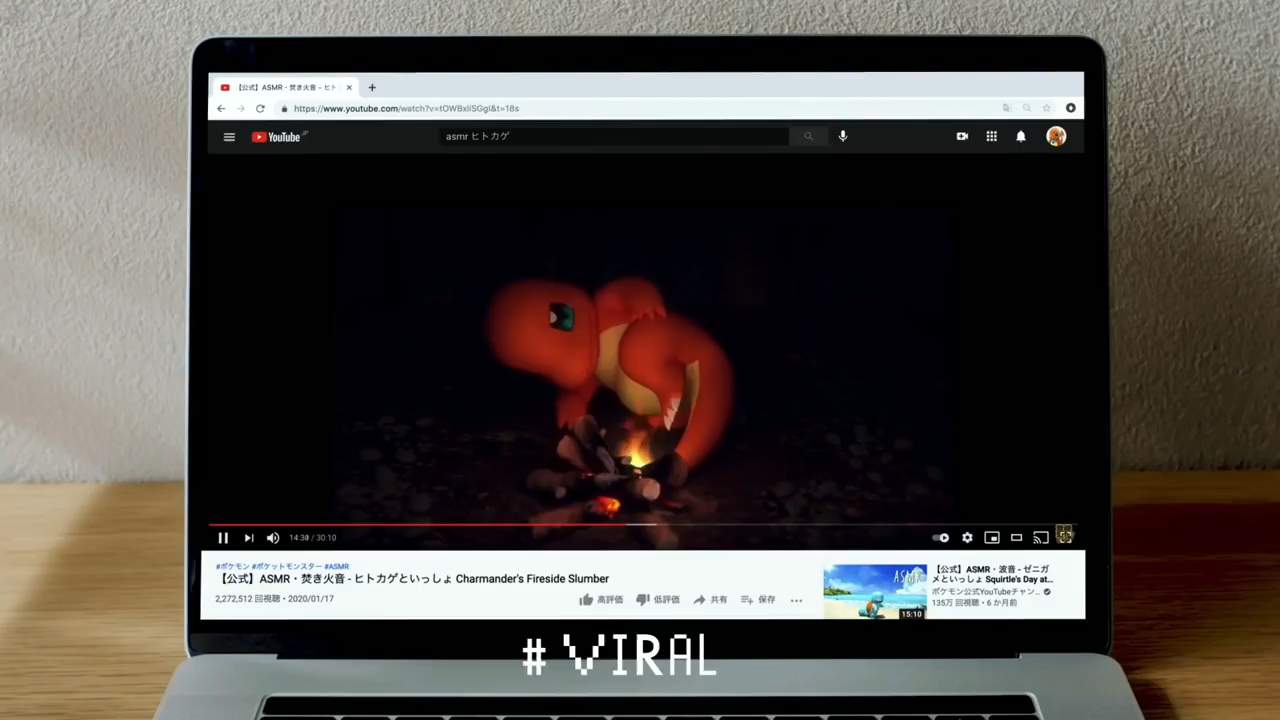 【公式】ASMR・焚き火音 - ヒト
https://www.youtube.com/watch?v=tOWBxliSGgI&t=18s
YouTube JP
asmr ヒトカゲ
14:30 / 30:10
#ポケモン #ポケットモンスター #ASMR
【公式】ASMR・焚き火音 - ヒトカゲといっしょ Charmander's Fireside Slumber
2,272,512 回視聴・2020/01/17
高評価 低評価 共有 保存
ASMR
15:10
【公式】ASMR・波音 - ゼニガ
メといっしょ Squirtle's Day at...
ポケモン公式YouTubeチャン...
135万 回視聴・6 か月前
# VIRAL